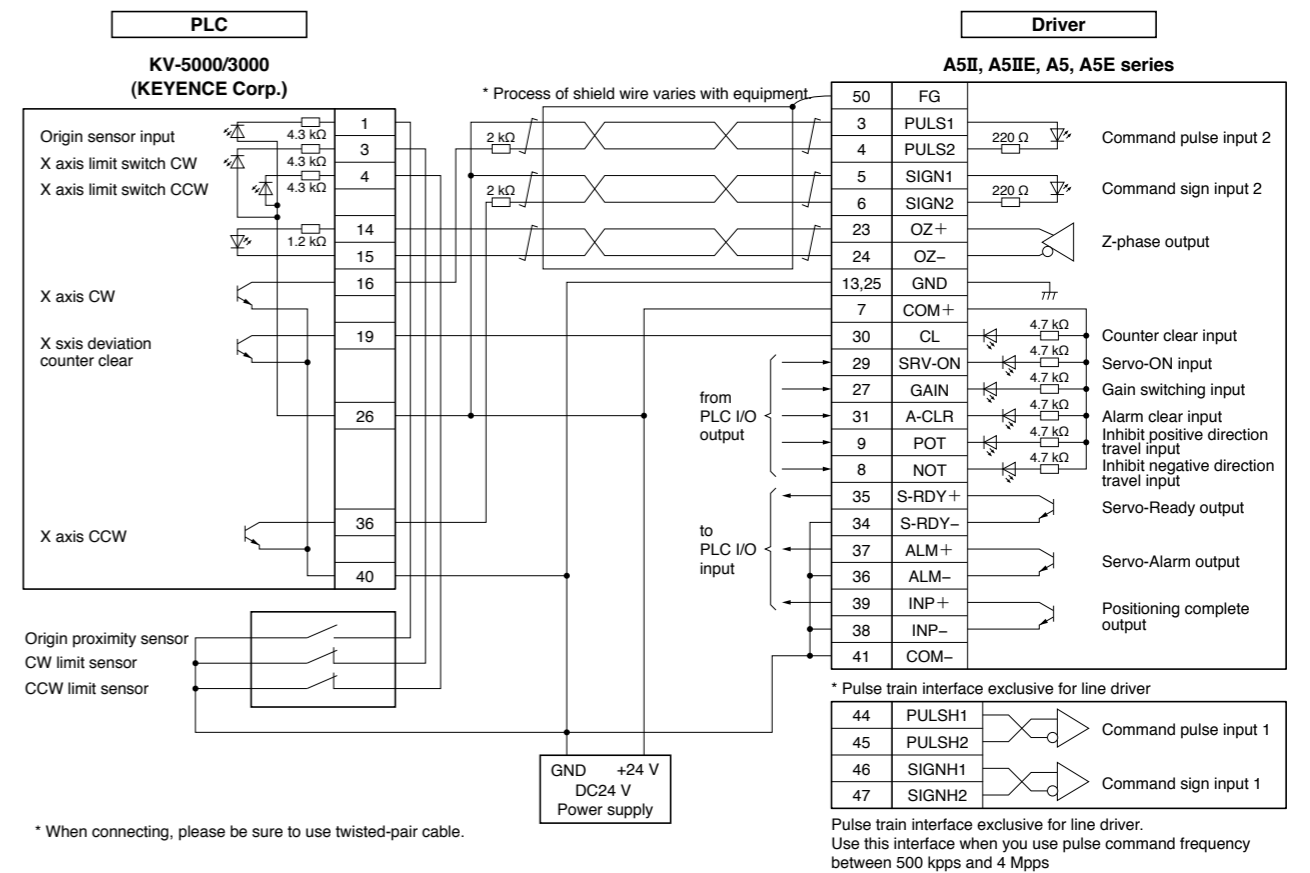 PLC
KV-5000/3000
(KEYENCE Corp.)
Origin sensor input
X axis limit switch CW
X axis limit switch CCW
4.3 kΩ
4.3 kΩ
4.3 kΩ
1.2 kΩ
X axis CW
X sxis deviation
counter clear
X axis CCW
1
3
4
14
15
16
19
26
36
40
Origin proximity sensor
CW limit sensor
CCW limit sensor
* Process of shield wire varies with equipment.
2 kΩ
2 kΩ
from
PLC I/O
output
to
PLC I/O
input
GND +24 V
DC24 V
Power supply
* When connecting, please be sure to use twisted-pair cable.
Driver
A5II, A5IIE, A5, A5E series
50 FG
3 PULS1
4 PULS2
220 Ω
Command pulse input 2
5 SIGN1
6 SIGN2
220 Ω
Command sign input 2
23 OZ+
24 OZ−
Z-phase output
13,25 GND
7 COM+
30 CL 4.7 kΩ Counter clear input
29 SRV-ON 4.7 kΩ Servo-ON input
27 GAIN 4.7 kΩ Gain switching input
31 A-CLR 4.7 kΩ Alarm clear input
9 POT 4.7 kΩ Inhibit positive direction
travel input
8 NOT 4.7 kΩ Inhibit negative direction
travel input
35 S-RDY+
34 S-RDY−
Servo-Ready output
37 ALM+
36 ALM−
Servo-Alarm output
39 INP+
38 INP−
Positioning complete
output
41 COM−
* Pulse train interface exclusive for line driver
44 PULSH1
45 PULSH2
Command pulse input 1
46 SIGNH1
47 SIGNH2
Command sign input 1
Pulse train interface exclusive for line driver.
Use this interface when you use pulse command frequency
between 500 kpps and 4 Mpps